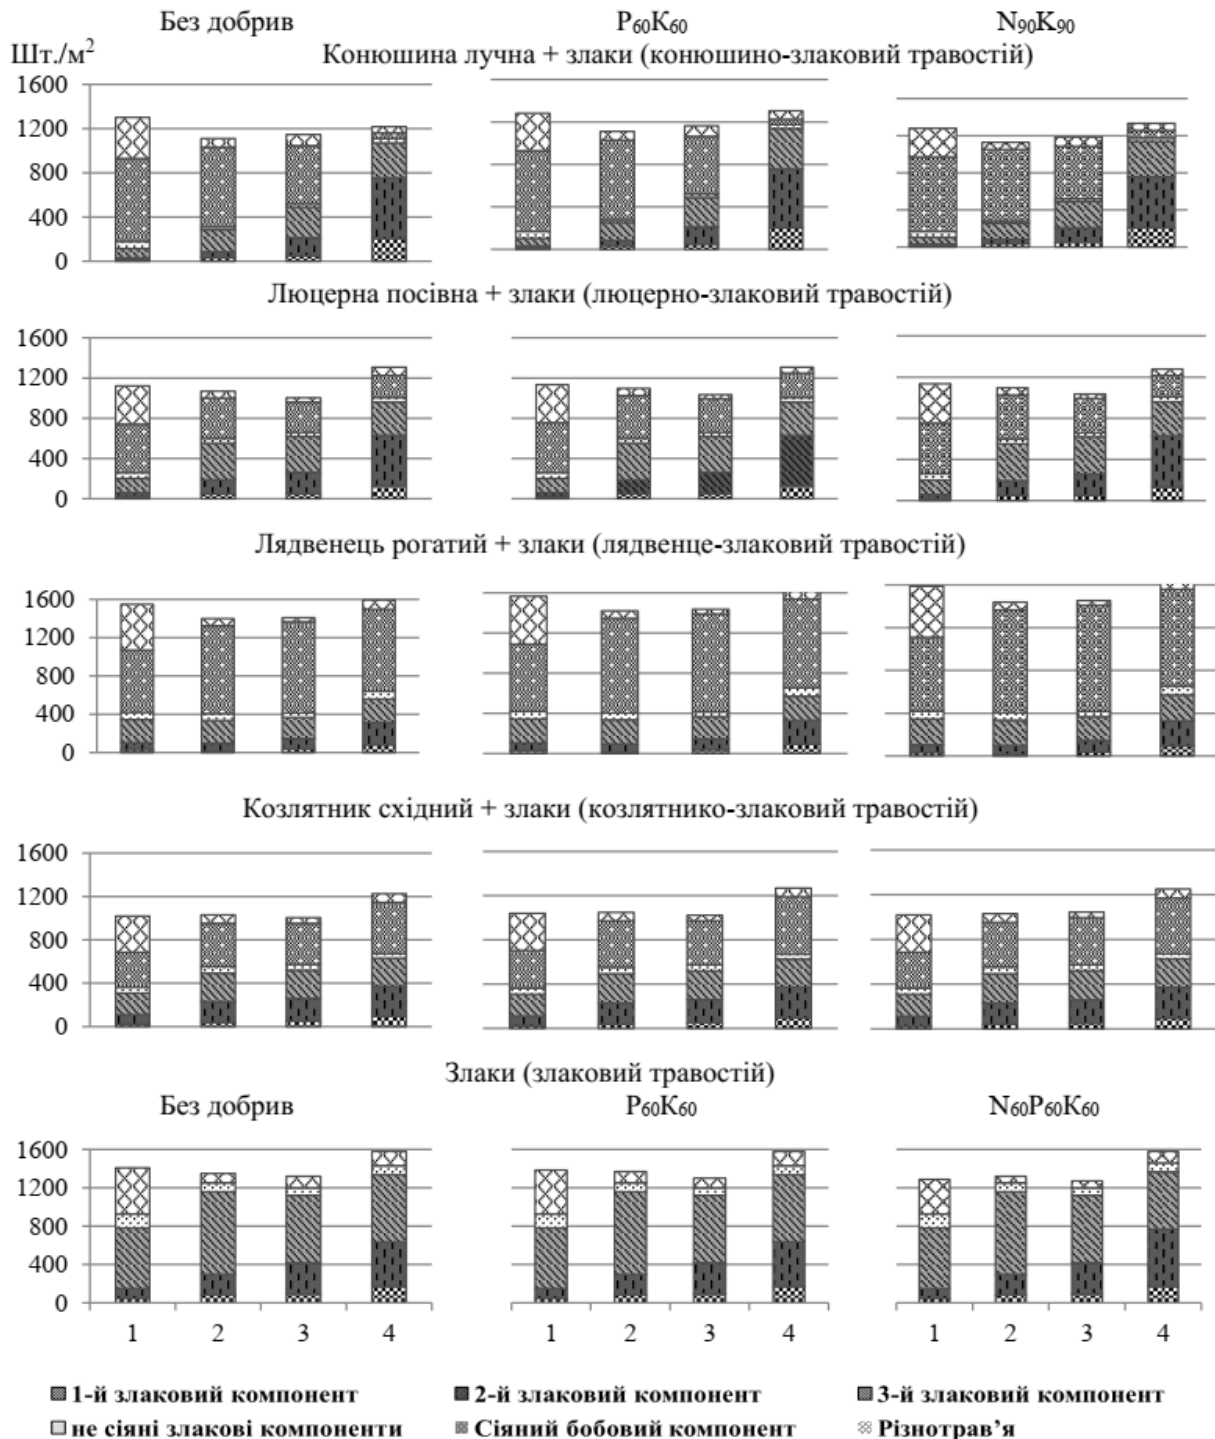 Без добрив P₆₀K₆₀ N₉₀K₉₀
Шт./м² Конюшина лучна + злаки (конюшино-злаковий травостій)
1600
1200
800
400
0
Люцерна посівна + злаки (люцерно-злаковий травостій)
1600
1200
800
400
0
Лядвенець рогатий + злаки (лядвенце-злаковий травостій)
1600
1200
800
400
0
Козлятник східний + злаки (козлятнико-злаковий травостій)
1600
1200
800
400
0
Злаки (злаковий травостій)
Без добрив P₆₀K₆₀ N₆₀P₆₀K₆₀
1600
1200
800
400
0
1 2 3 4 1 2 3 4 1 2 3 4
1-й злаковий компонент 2-й злаковий компонент 3-й злаковий компонент
не сіяні злакові компоненти Сіяний бобовий компонент Різнотрав'я